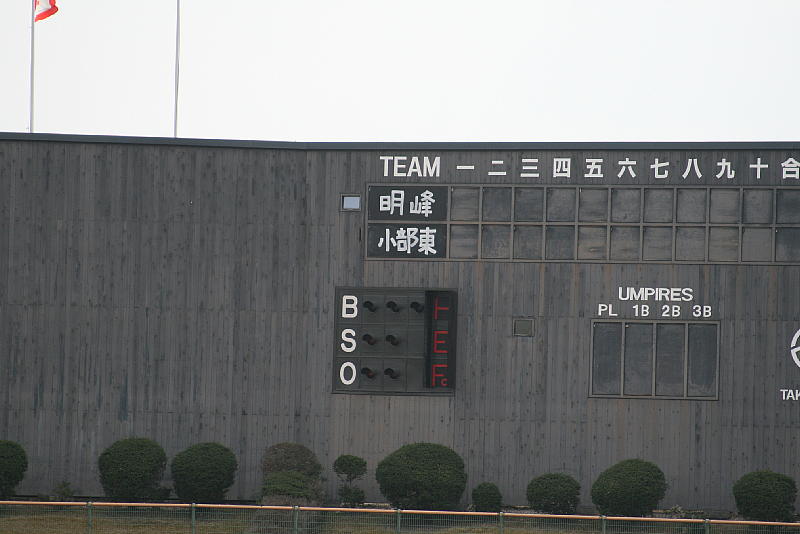 TEAM 一 二 三 四 五 六 七 八 九 十 合
明峰
小部東
B H
S E
O Fc
UMPIRES
PL 1B 2B 3B
TAK